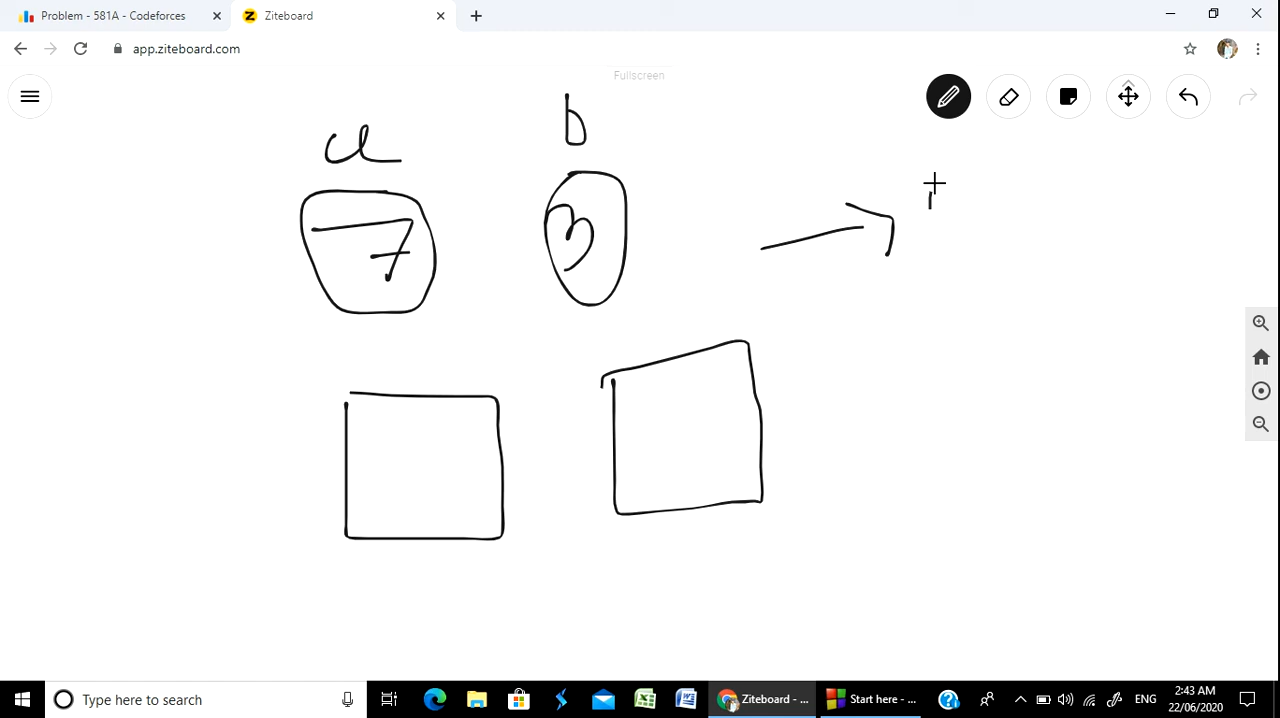 Problem - 581A - Codeforces
Ziteboard
app.ziteboard.com
Fullscreen
a
b
7
3
Type here to search
Ziteboard - ...
Start here - ...
ENG
2:43 AM
22/06/2020